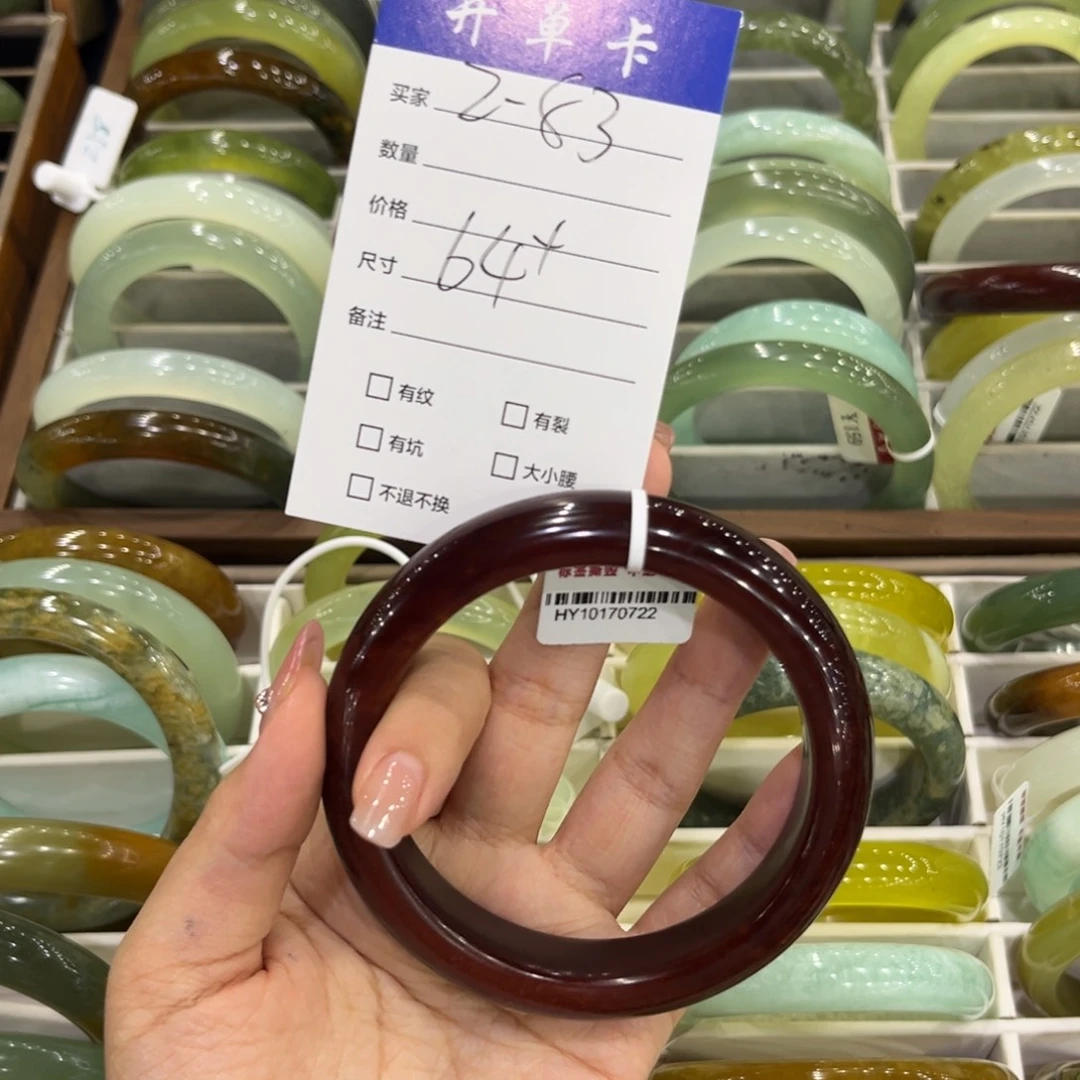 开单卡
买家 2-83
数量
价格
尺寸 64+
备注
有纹
有裂
有坑
大小腰
不退不换
HY10170722